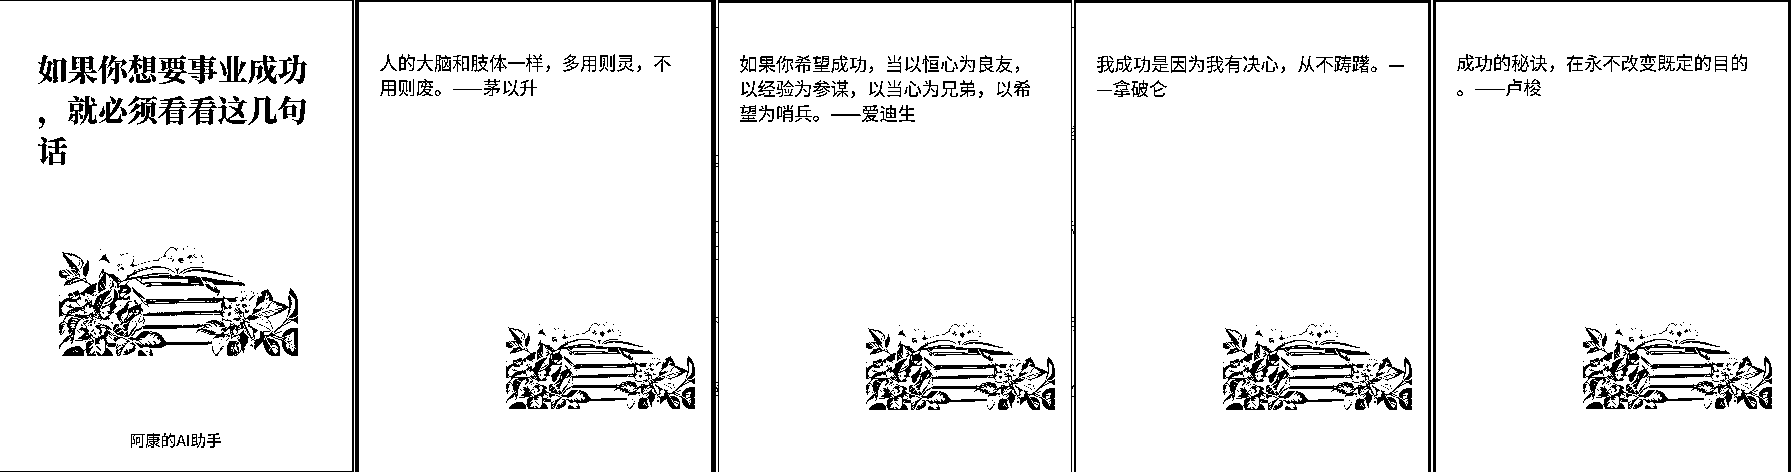 如果你想要事业成功
，就必须看看这几句
话
阿康的AI助手
人的大脑和肢体一样，多用则灵，不
用则废。——茅以升
如果你希望成功，当以恒心为良友，
以经验为参谋，以当心为兄弟，以希
望为哨兵。——爱迪生
我成功是因为我有决心，从不踌躇。—
—拿破仑
成功的秘诀，在永不改变既定的目的
。——卢梭